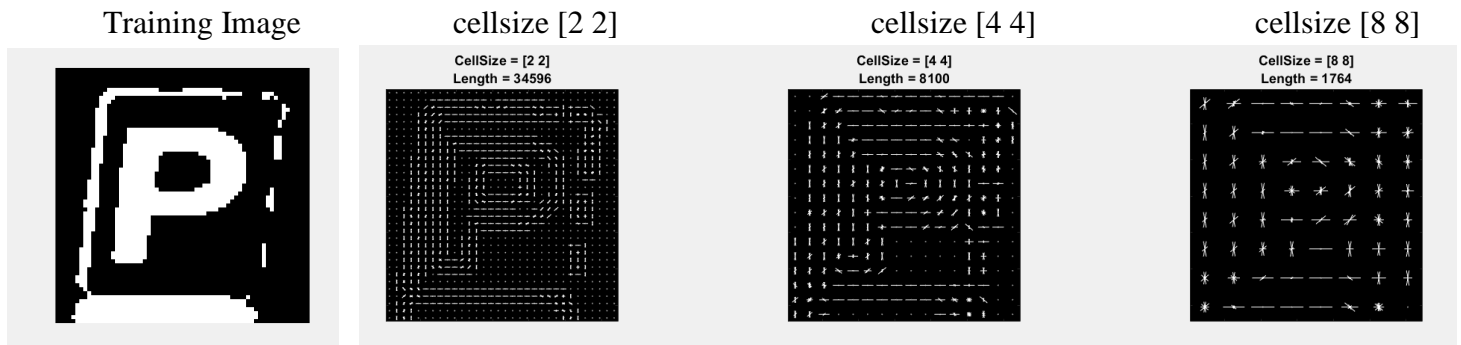 Training Image cellsize [2 2] cellsize [4 4] cellsize [8 8]
CellSize = [2 2]
Length = 34596
CellSize = [4 4]
Length = 8100
CellSize = [8 8]
Length = 1764
P